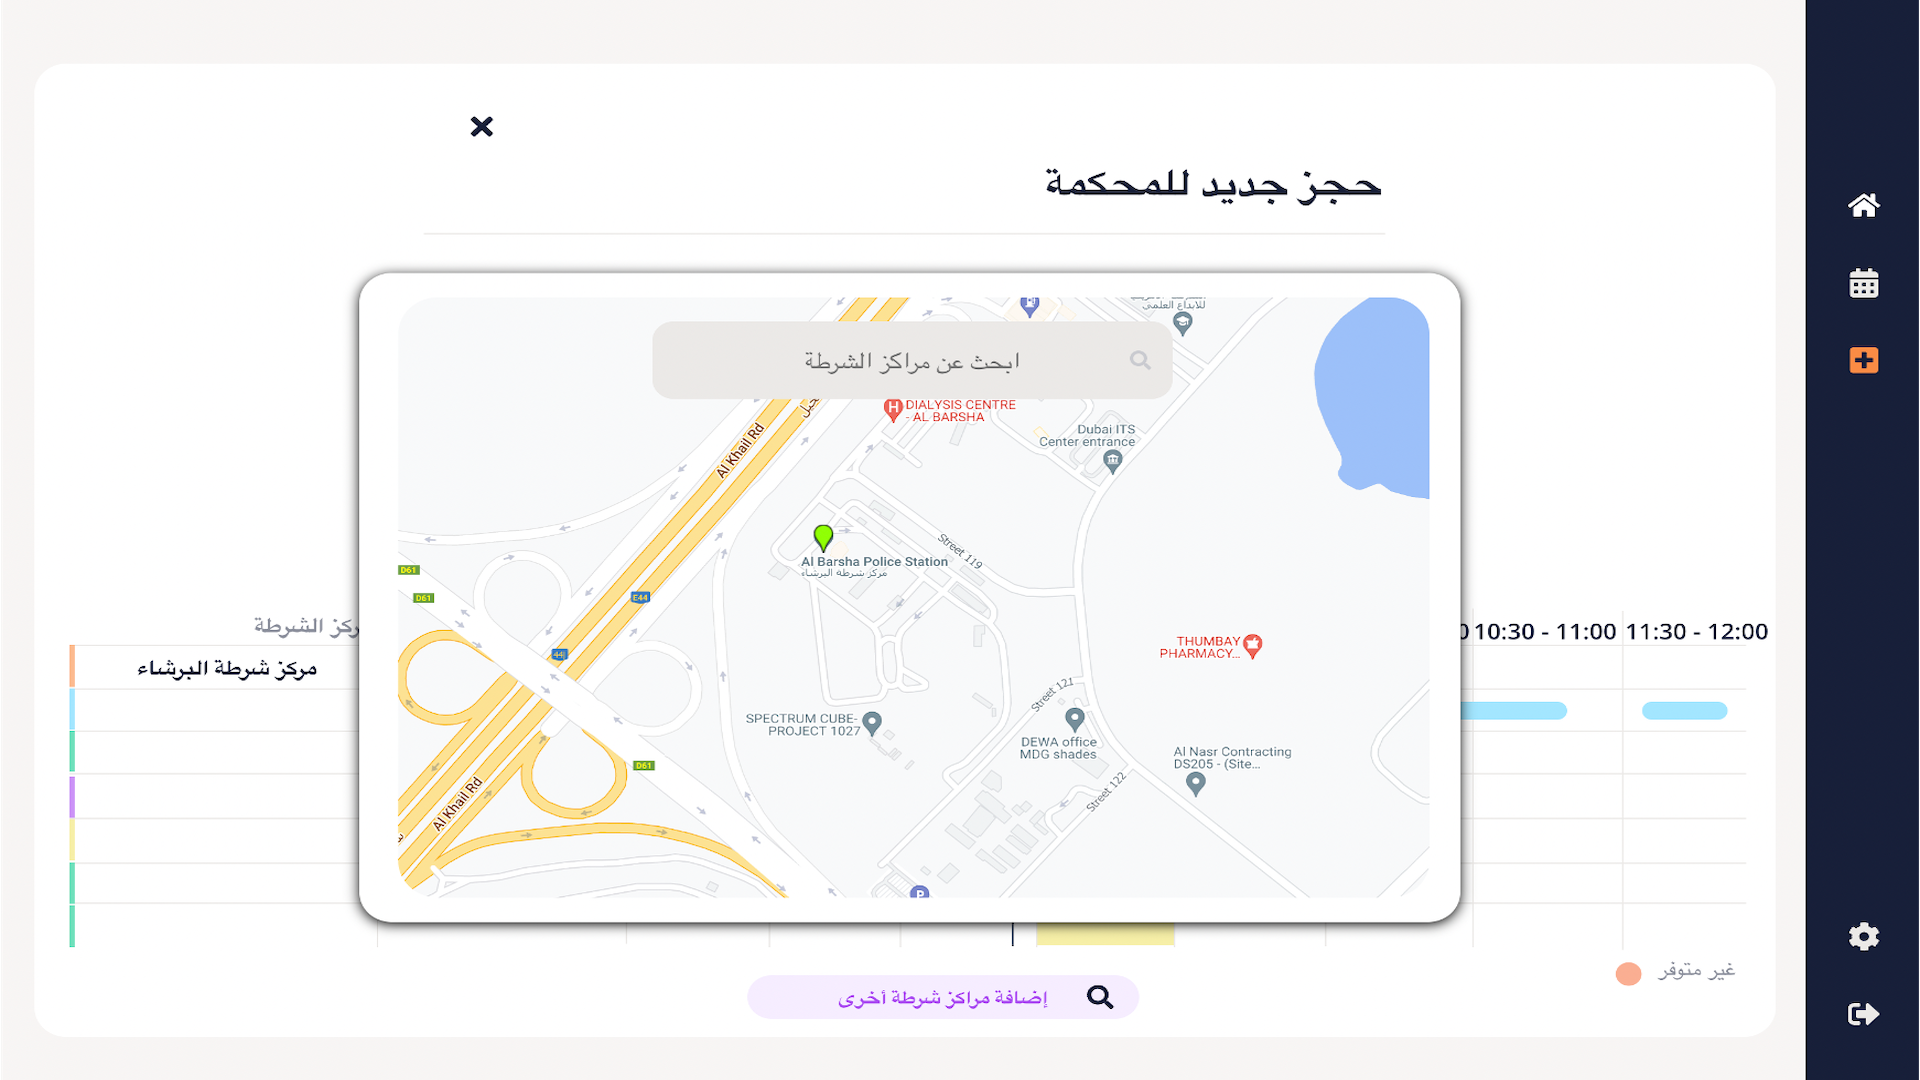 حجز جديد للمحكمة
للابداع العلمي
ابحث عن مراكز الشرطة
DIALYSIS CENTRE
- AL BARSHA
Dubai ITS
Center entrance
Al Khail Rd
Street 119
Al Barsha Police Station
مركز شرطة البرشاء
D61
D61
E44
44
THUMBAY
PHARMACY...
Street 121
SPECTRUM CUBE-
PROJECT 1027
DEWA office
MDG shades
Al Nasr Contracting
DS205 - (Site...
D61
Street 122
Al Khail Rd
P
10:30 - 11:00
11:30 - 12:00
الشرطة
مركز شرطة البرشاء
غير متوفر
إضافة مراكز شرطة أخرى